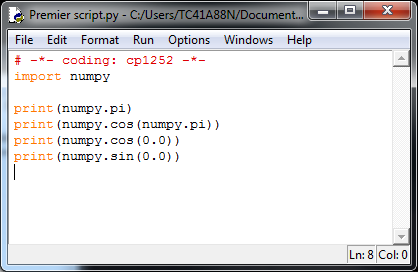 Premier script.py - C:/Users/TC41A88N/Document...
File Edit Format Run Options Windows Help
# -*- coding: cp1252 -*-
import numpy
print(numpy.pi)
print(numpy.cos(numpy.pi))
print(numpy.cos(0.0))
print(numpy.sin(0.0))
Ln: 8 Col: 0